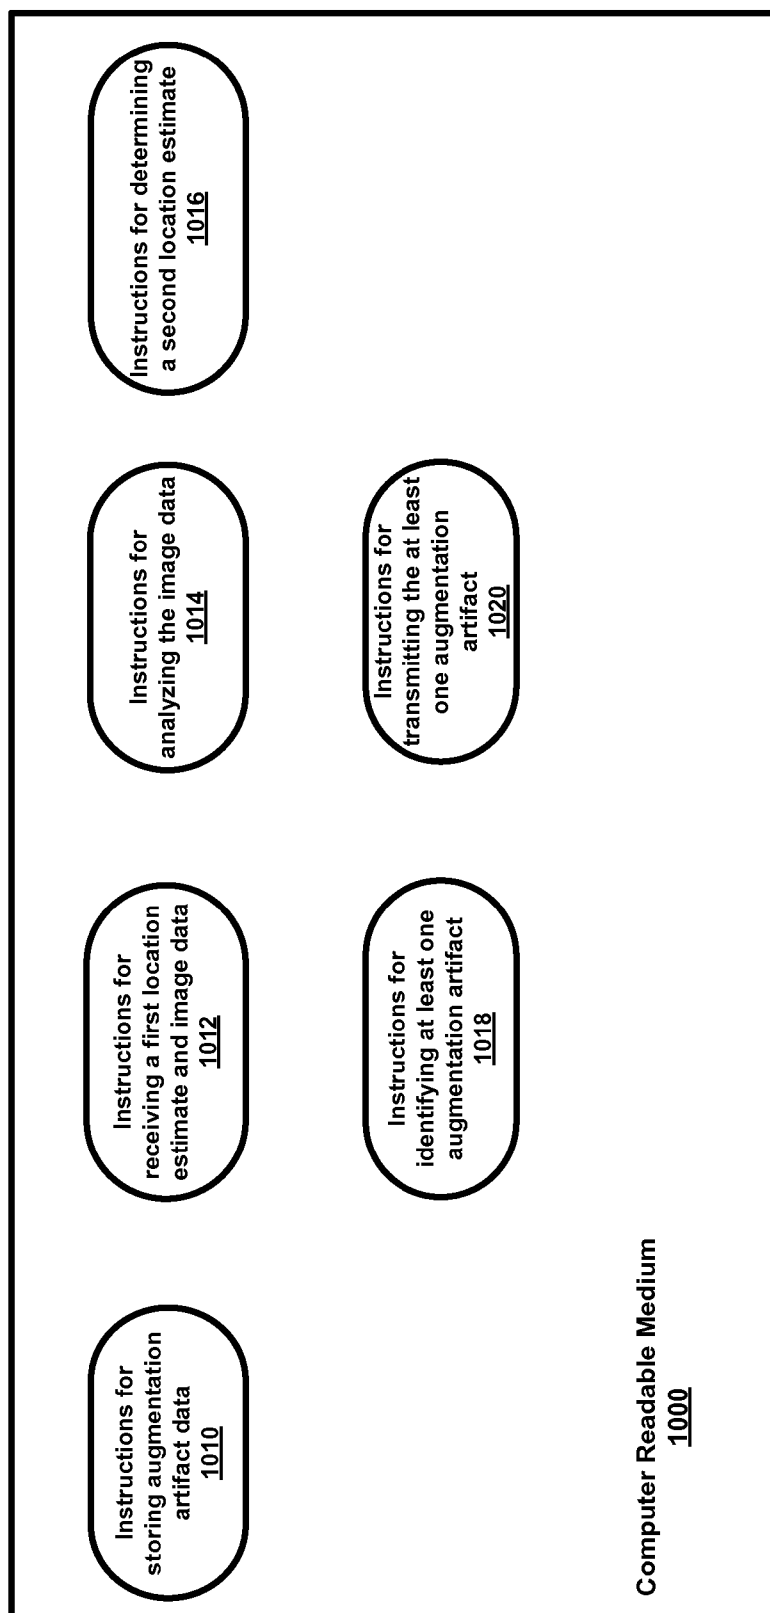 Instructions for
storing augmentation
artifact data
1010
Instructions for
receiving a first location
estimate and image data
1012
Instructions for
analyzing the image data
1014
Instructions for determining
a second location estimate
1016
Instructions for
identifying at least one
augmentation artifact
1018
Instructions for
transmitting the at least
one augmentation
artifact
1020
Computer Readable Medium
1000